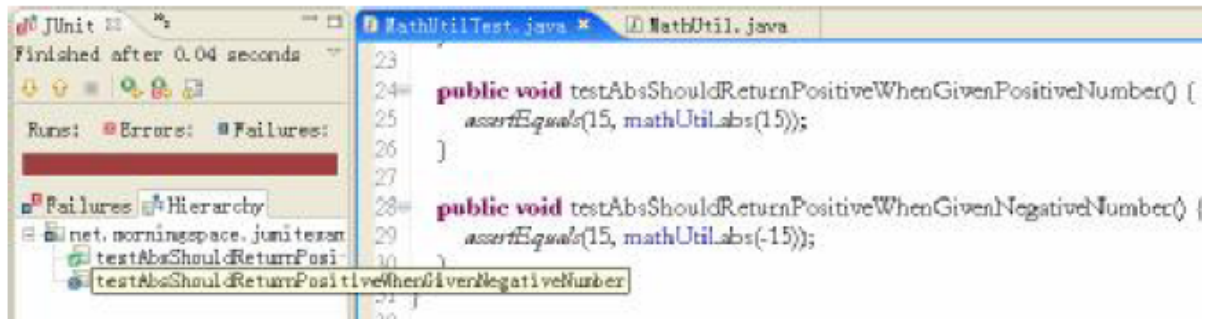 JUnit
Finished after 0.04 seconds
Runs: Errors: Failures:
Failures Hierarchy
net.morningspace.junitexam
testAbsShouldReturnPosi
testAbsShouldReturnPositiveWhenGivenNegativeNumber
MathUtilTest.java MathUtil.java
23
24 public void testAbsShouldReturnPositiveWhenGivenPositiveNumber() {
25 assertEquals(15, mathUtil.abs(15));
26 }
27
28 public void testAbsShouldReturnPositiveWhenGivenNegativeNumber() {
29 assertEquals(15, mathUtil.abs(-15));
30 }
31 }